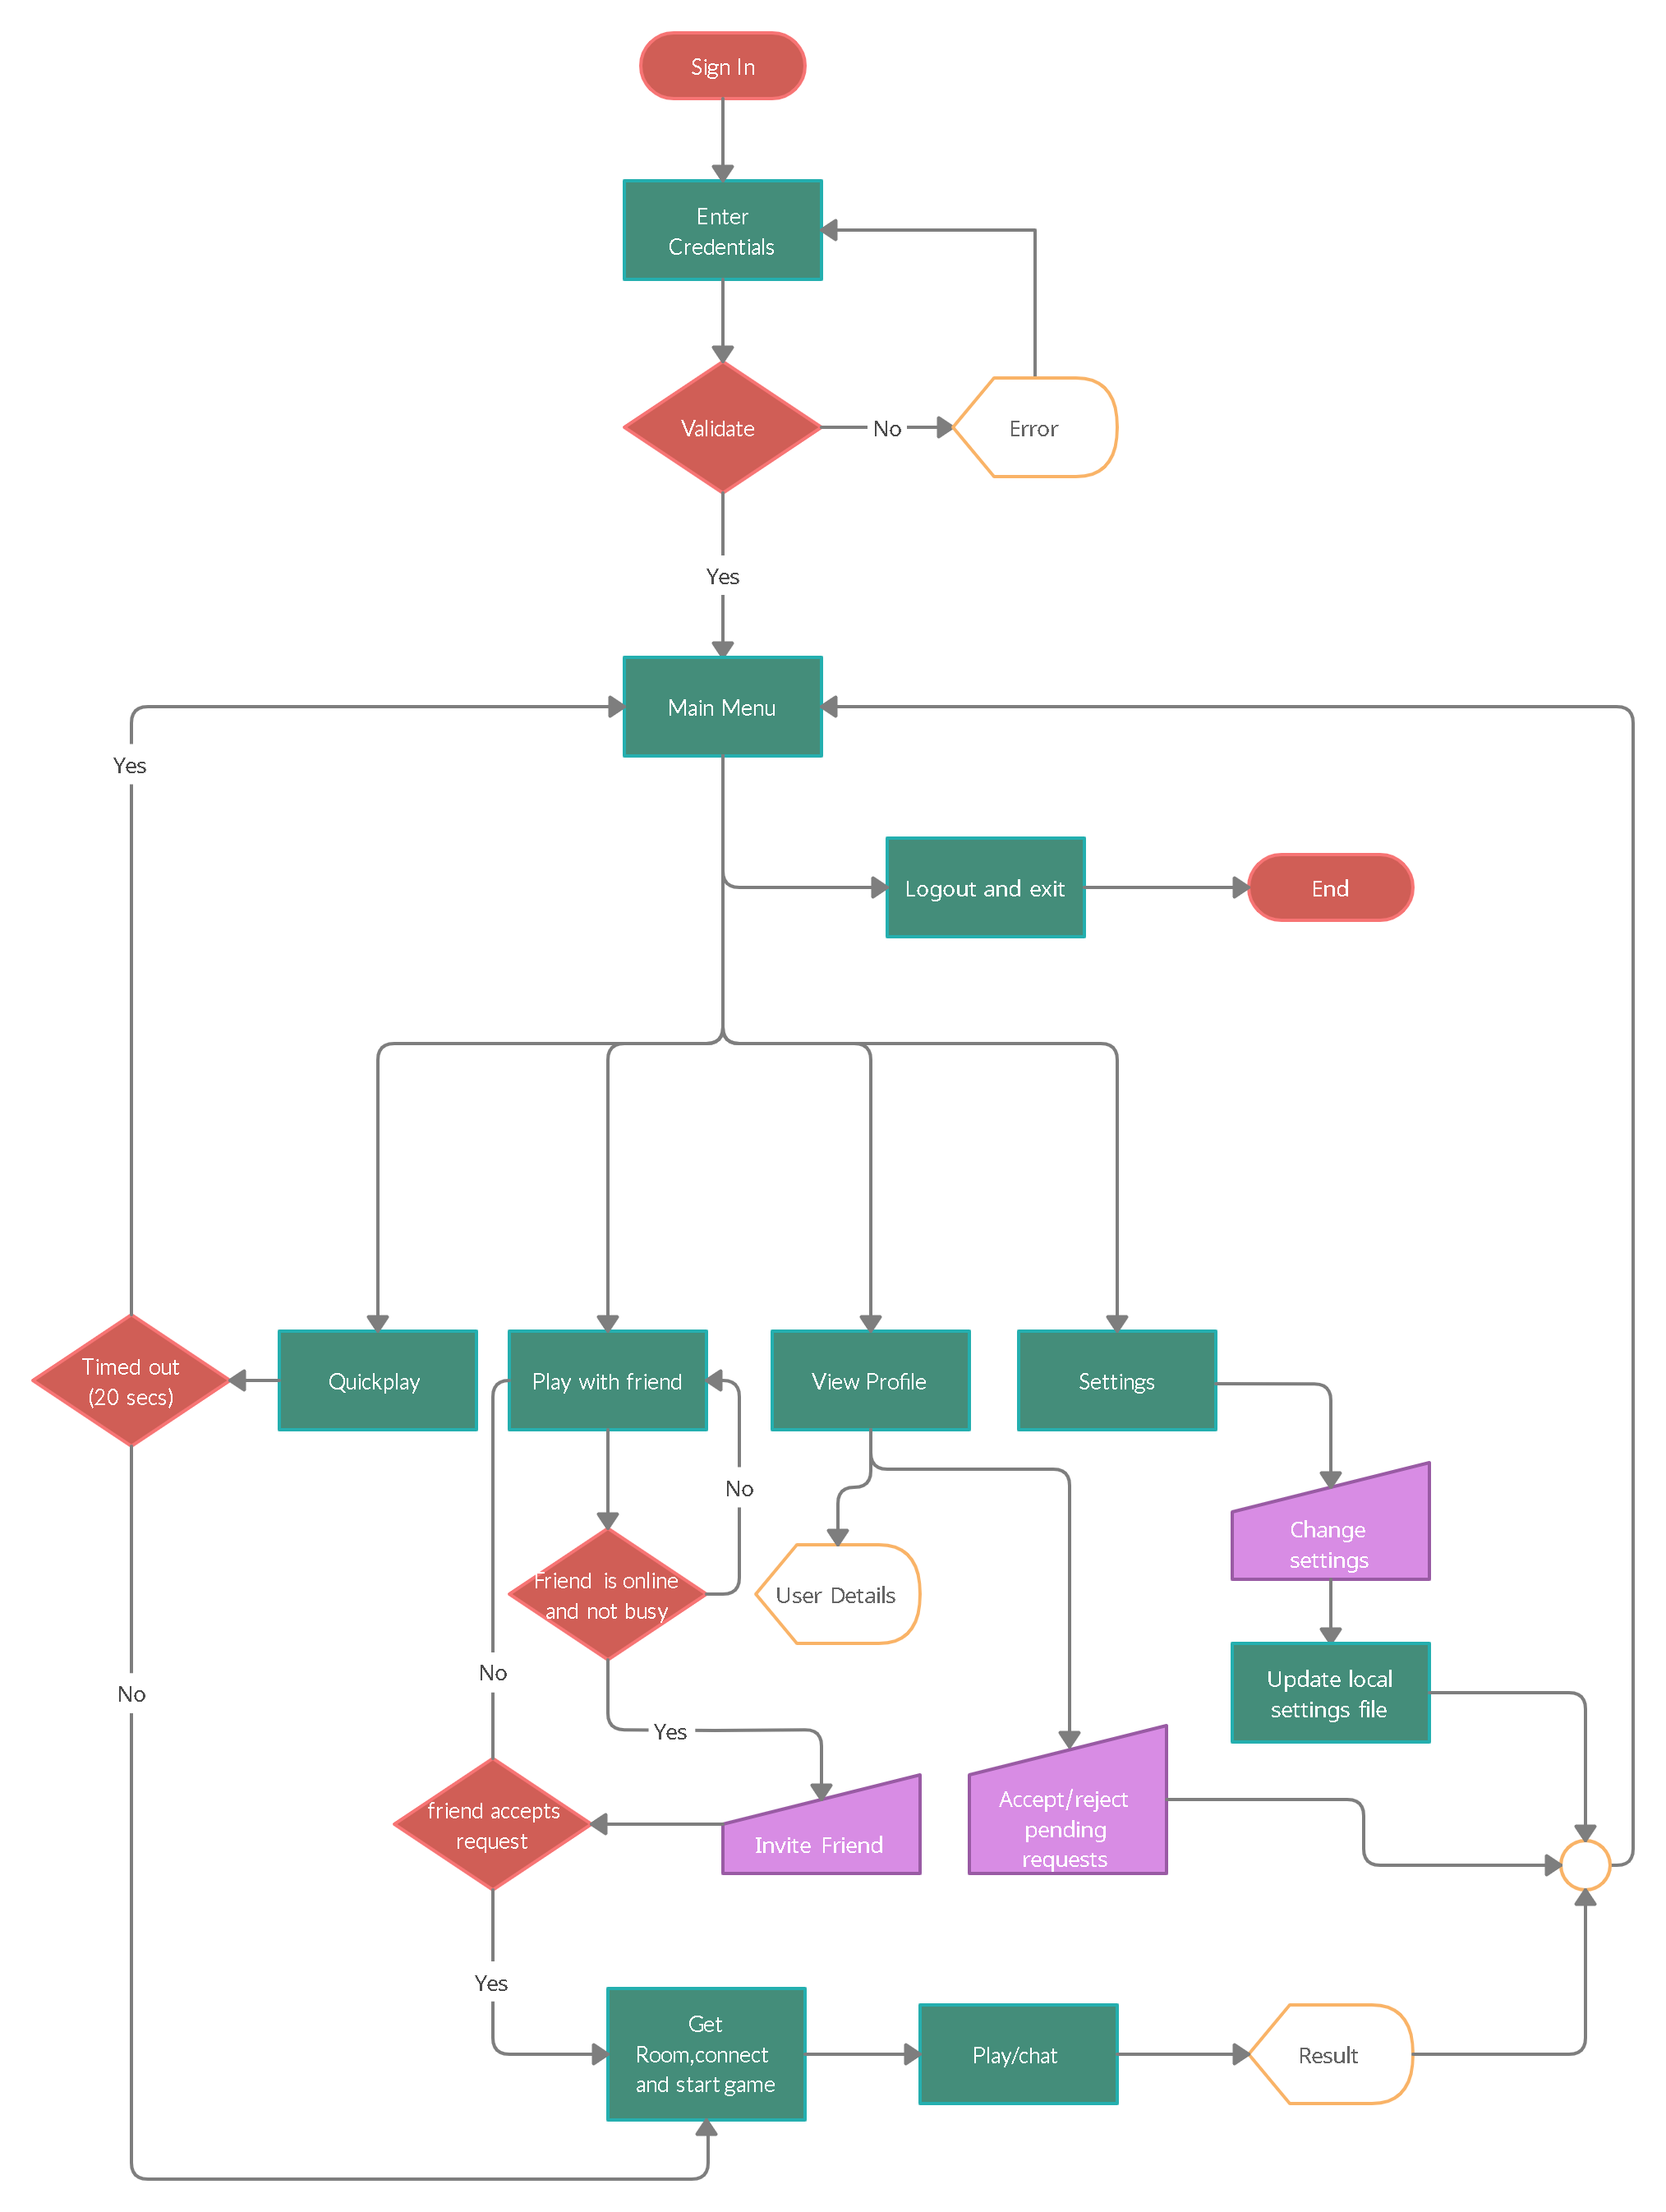 Sign In
Enter
Credentials
Validate
No
Error
Yes
Main Menu
Yes
Logout and exit
End
Timed out
(20 secs)
Quickplay
Play with friend
View Profile
Settings
No
Change
settings
Friend is online
and not busy
User Details
No
Update local
settings file
No
Yes
Accept/reject
pending
requests
friend accepts
request
Invite Friend
Yes
Get
Room,connect
and start game
Play/chat
Result